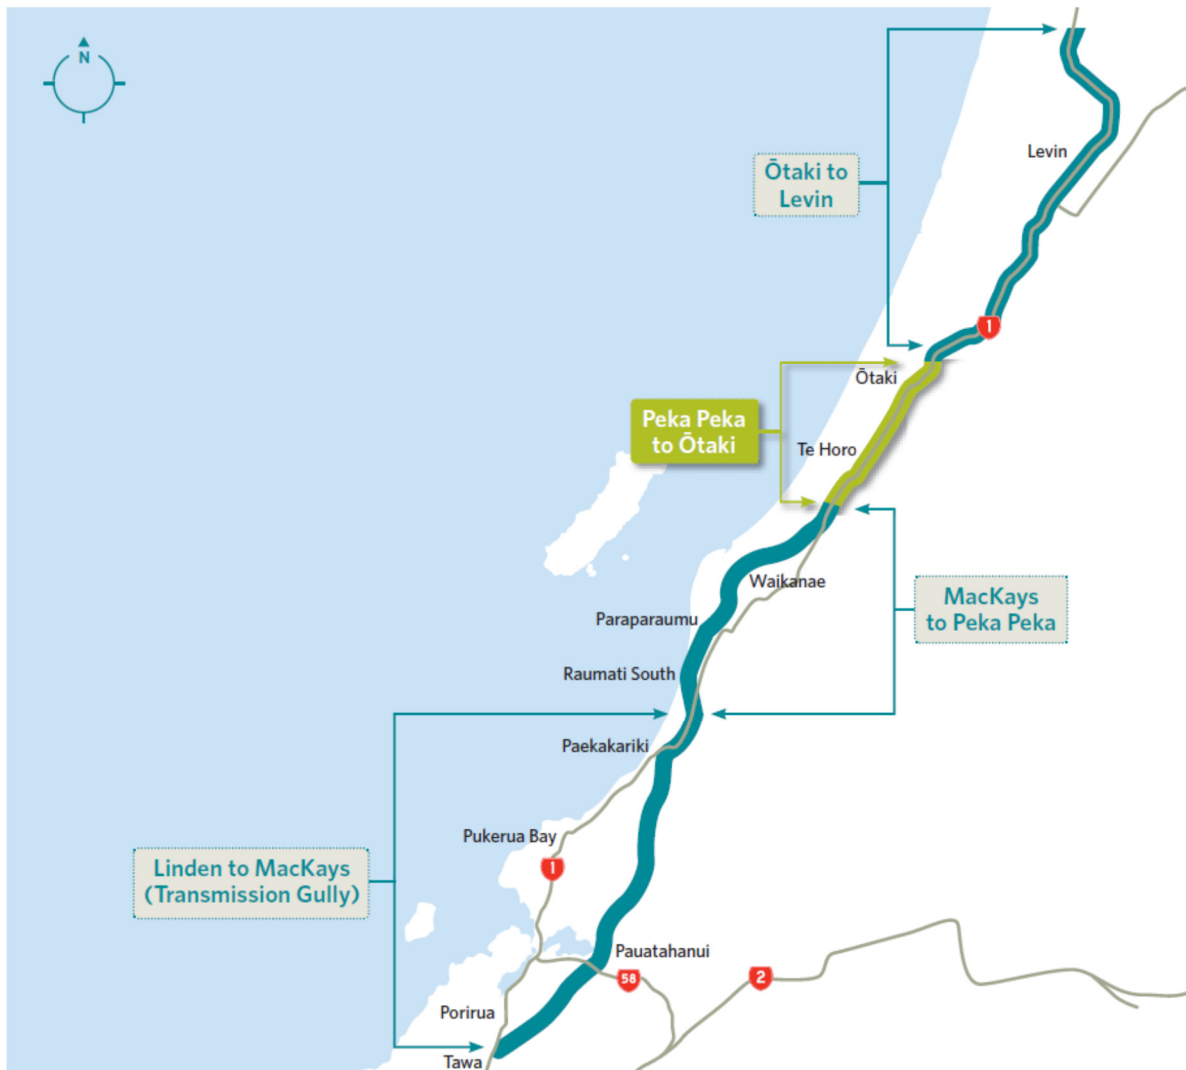 N
Levin
Ōtaki to
Levin
1
Ōtaki
Peka Peka
to Ōtaki
Te Horo
Waikanae
MacKays
to Peka Peka
Paraparaumu
Raumati South
Paekakariki
Pukerua Bay
1
Linden to MacKays
(Transmission Gully)
Pauatahanui
58
2
Porirua
Tawa